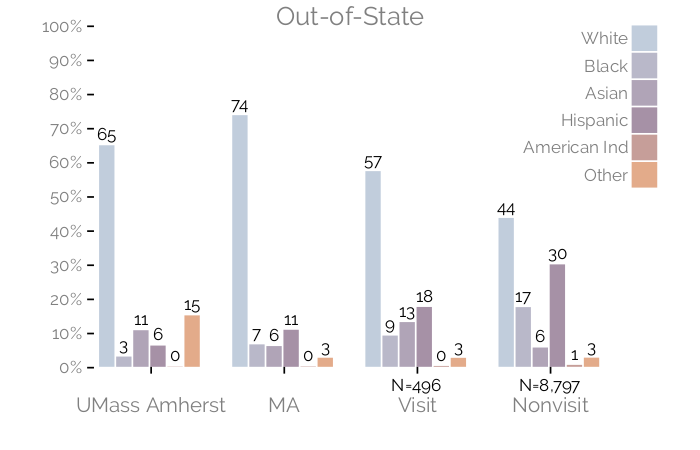 Out-of-State
100%
90%
80%
70%
60%
50%
40%
30%
20%
10%
0%
White
Black
Asian
Hispanic
American Ind
Other
65
3
11
6
0
15
74
7
6
11
0
3
57
9
13
18
0
3
44
17
6
30
1
3
N=496
N=8,797
UMass Amherst
MA
Visit
Nonvisit